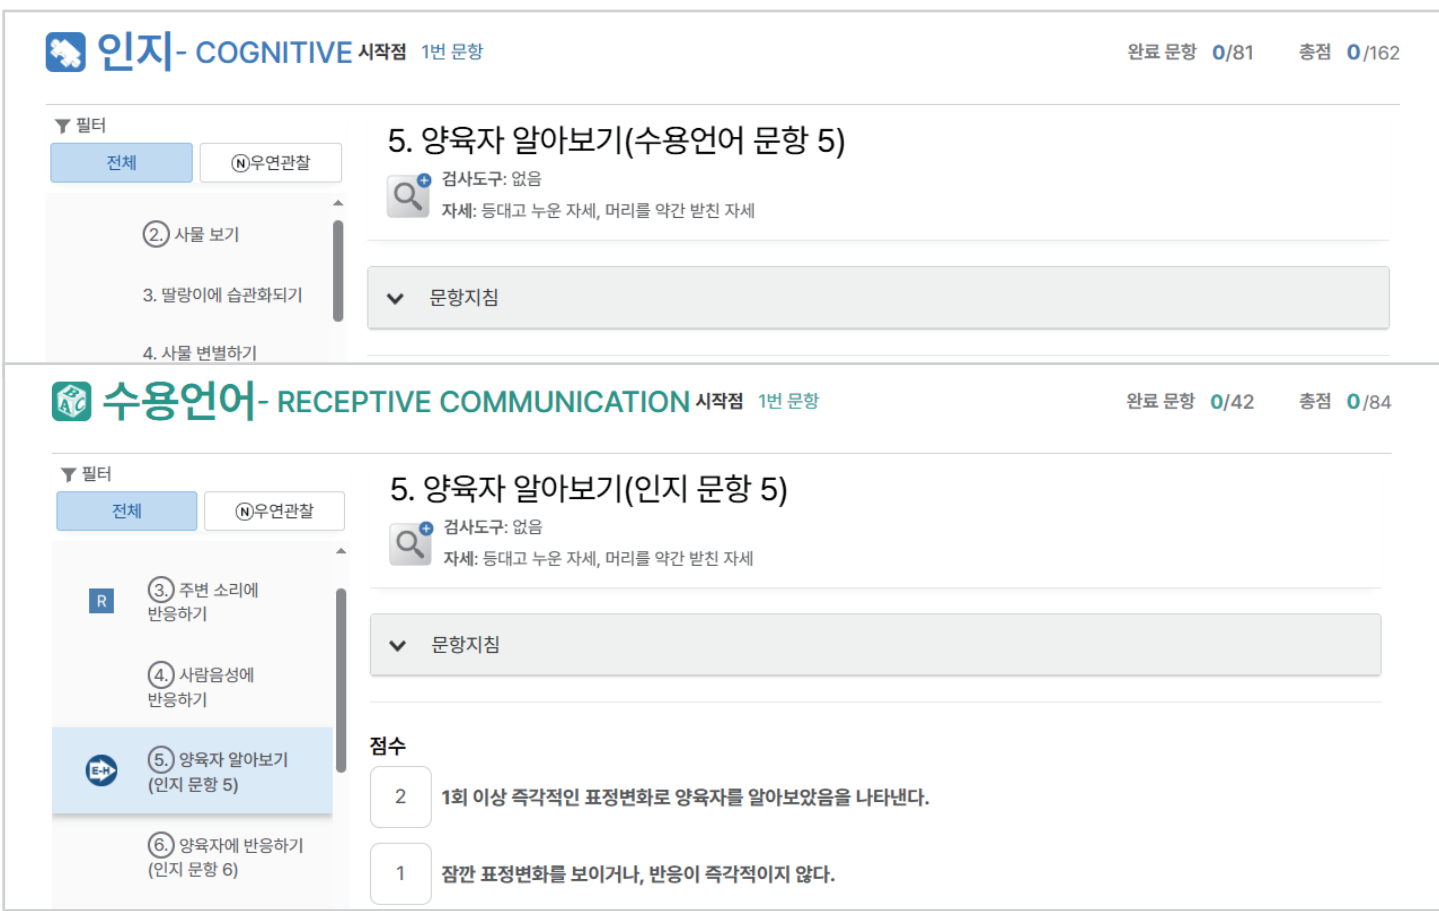 인지- COGNITIVE 시작점 1번 문항 완료 문항 0/81 총점 0/162
필터
전체 Ⓝ우연관찰
2. 사물 보기
3. 딸랑이에 습관화되기
4. 사물 변별하기
5. 양육자 알아보기(수용언어 문항 5)
검사도구: 없음
자세: 등대고 누운 자세, 머리를 약간 받친 자세
문항지침
수용언어- RECEPTIVE COMMUNICATION 시작점 1번 문항 완료 문항 0/42 총점 0/84
필터
전체 Ⓝ우연관찰
R
3. 주변 소리에
반응하기
4. 사람음성에
반응하기
E-H
5. 양육자 알아보기
(인지 문항 5)
6. 양육자에 반응하기
(인지 문항 6)
5. 양육자 알아보기(인지 문항 5)
검사도구: 없음
자세: 등대고 누운 자세, 머리를 약간 받친 자세
문항지침
점수
2 1회 이상 즉각적인 표정변화로 양육자를 알아보았음을 나타낸다.
1 잠깐 표정변화를 보이거나, 반응이 즉각적이지 않다.